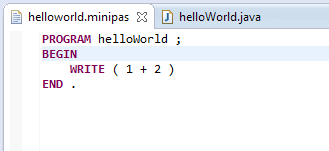 helloworld.minipas
helloWorld.java
PROGRAM helloWorld ;
BEGIN
WRITE ( 1 + 2 )
END .